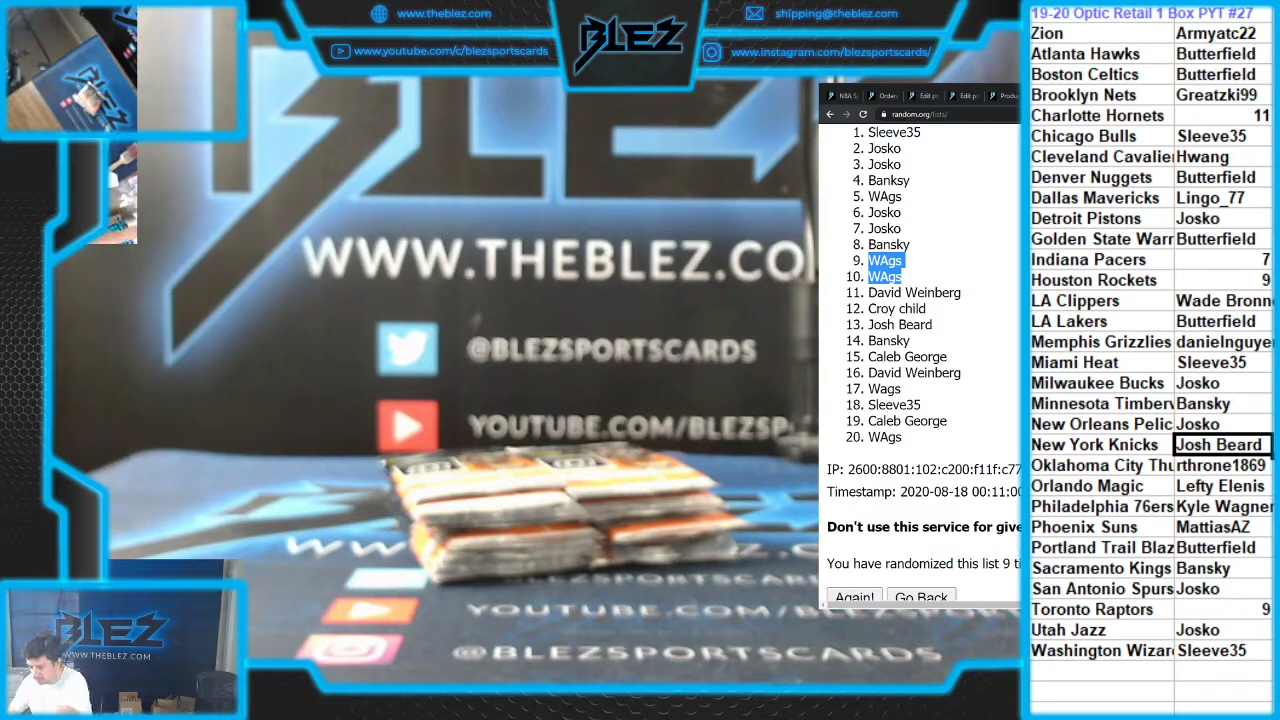 www.theblez.com
www.youtube.com/c/blezsportscards
BLEZ
shipping@theblez.com
www.instagram.com/blezsportscards/
WWW.THEBLEZ.CO
@BLEZSPORTSCARDS
YOUTUBE.COM/BLEZSP
YOUTUBE.COM/BLEZSPORTSCARDS
@BLEZSPORTSCARDS
BLEZ
WWW.THEBLEZ.COM
random.org/lists/
1. Sleeve35
2. Josko
3. Josko
4. Banksy
5. WAgs
6. Josko
7. Josko
8. Bansky
9. WAgs
10. WAgs
11. David Weinberg
12. Croy child
13. Josh Beard
14. Bansky
15. Caleb George
16. David Weinberg
17. Wags
18. Sleeve35
19. Caleb George
20. WAgs
IP: 2600:8801:102:c200:f11f:c77
Timestamp: 2020-08-18 00:11:00
Don't use this service for give
You have randomized this list 9 ti
Again! Go Back
19-20 Optic Retail 1 Box PYT #27
Zion Armyatc22
Atlanta Hawks Butterfield
Boston Celtics Butterfield
Brooklyn Nets Greatzki99
Charlotte Hornets 11
Chicago Bulls Sleeve35
Cleveland Cavalie Hwang
Denver Nuggets Butterfield
Dallas Mavericks Lingo_77
Detroit Pistons Josko
Golden State Warr Butterfield
Indiana Pacers 7
Houston Rockets 9
LA Clippers Wade Bronne
LA Lakers Butterfield
Memphis Grizzlies danielnguye
Miami Heat Sleeve35
Milwaukee Bucks Josko
Minnesota Timberv Bansky
New Orleans Pelic Josko
New York Knicks Josh Beard
Oklahoma City Thu rthrone1869
Orlando Magic Lefty Elenis
Philadelphia 76ers Kyle Wagner
Phoenix Suns MattiasAZ
Portland Trail Blaz Butterfield
Sacramento Kings Bansky
San Antonio Spurs Josko
Toronto Raptors 9
Utah Jazz Josko
Washington Wizard Sleeve35